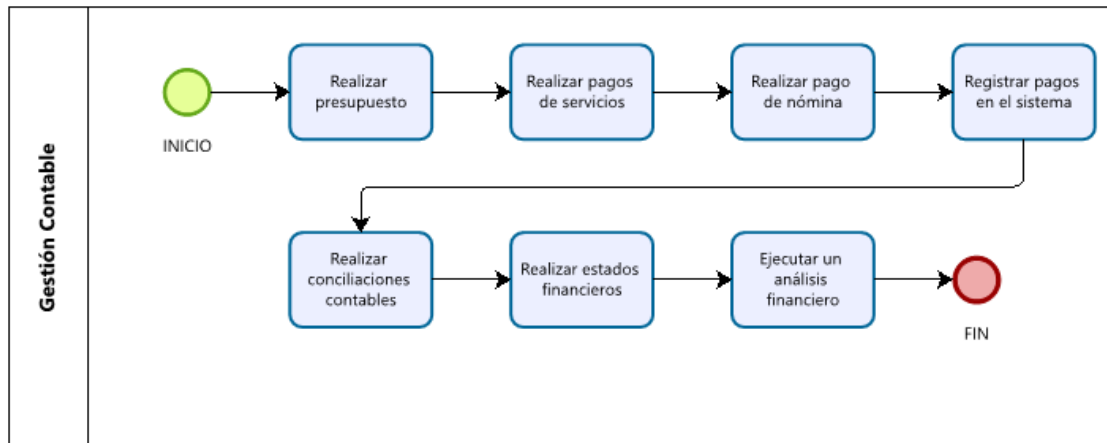 Gestión Contable
INICIO
Realizar
presupuesto
Realizar pagos
de servicios
Realizar pago
de nómina
Registrar pagos
en el sistema
Realizar
conciliaciones
contables
Realizar estados
financieros
Ejecutar un
análisis
financiero
FIN